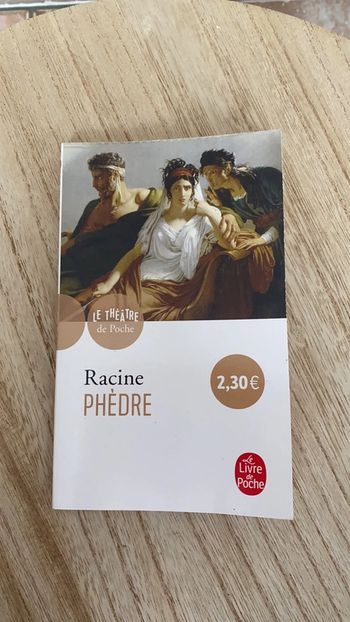 LE THÉÂTRE
de Poche
Racine
PHÈDRE
2,30 €
Le
Livre
de
Poche